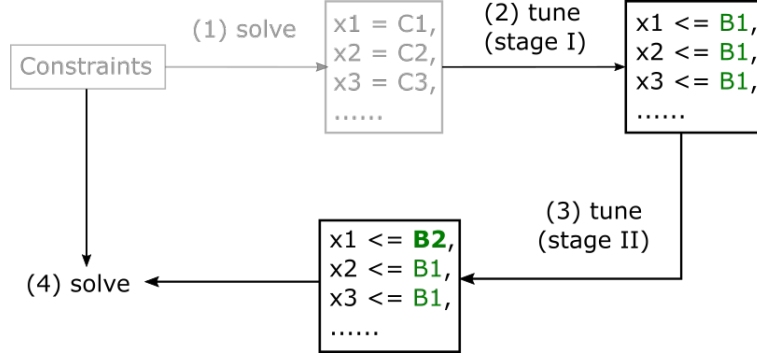 Constraints
(1) solve
x1 = C1,
x2 = C2,
x3 = C3,
......
(2) tune
(stage I)
x1 <= B1,
x2 <= B1,
x3 <= B1,
......
(3) tune
(stage II)
x1 <= B2,
x2 <= B1,
x3 <= B1,
......
(4) solve